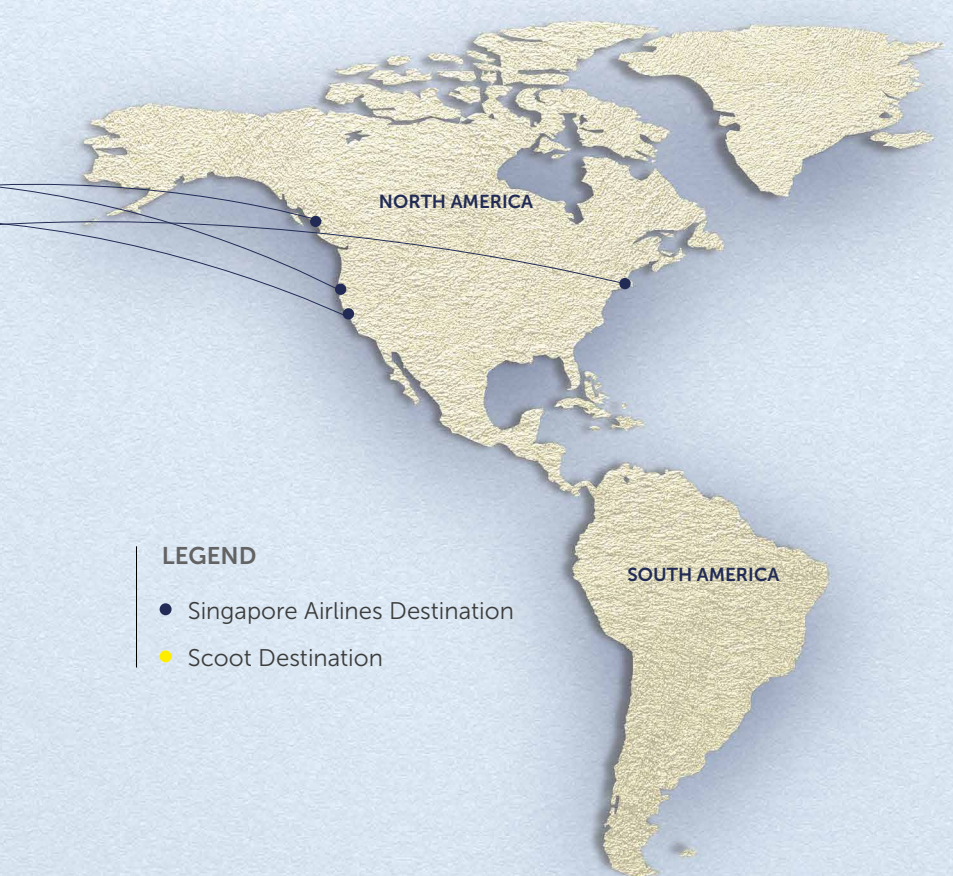 NORTH AMERICA
LEGEND
Singapore Airlines Destination
Scoot Destination
SOUTH AMERICA